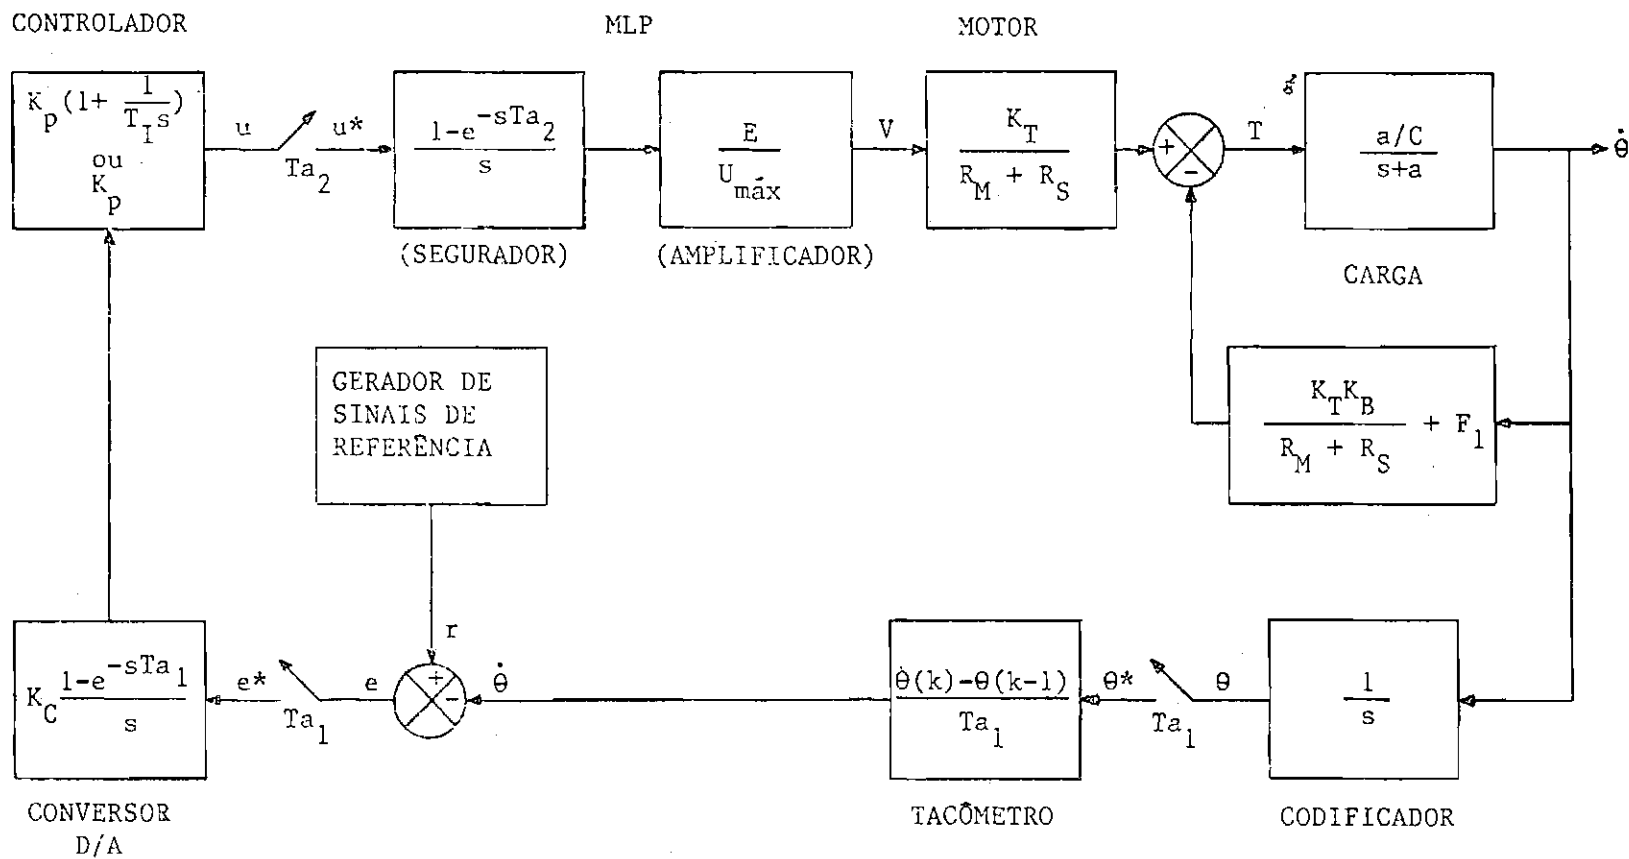 CONTROLADOR
MLP
MOTOR
K_p(1+ 1/(T_I s))
ou
K_p
u
u*
Ta_2
(1-e^{-sTa_2})/s
(SEGURADOR)
E/U_máx
(AMPLIFICADOR)
V
K_T/(R_M + R_S)
+
-
T
(a/C)/(s+a)
θ̇
CARGA
K_T K_B/(R_M + R_S) + F_1
GERADOR DE
SINAIS DE
REFERÊNCIA
r
K_C (1-e^{-sTa_1})/s
e*
Ta_1
e
+
-
θ̇
(θ(k)-θ(k-1))/Ta_1
θ*
Ta_1
θ
1/s
CONVERSOR
D/A
TACÔMETRO
CODIFICADOR